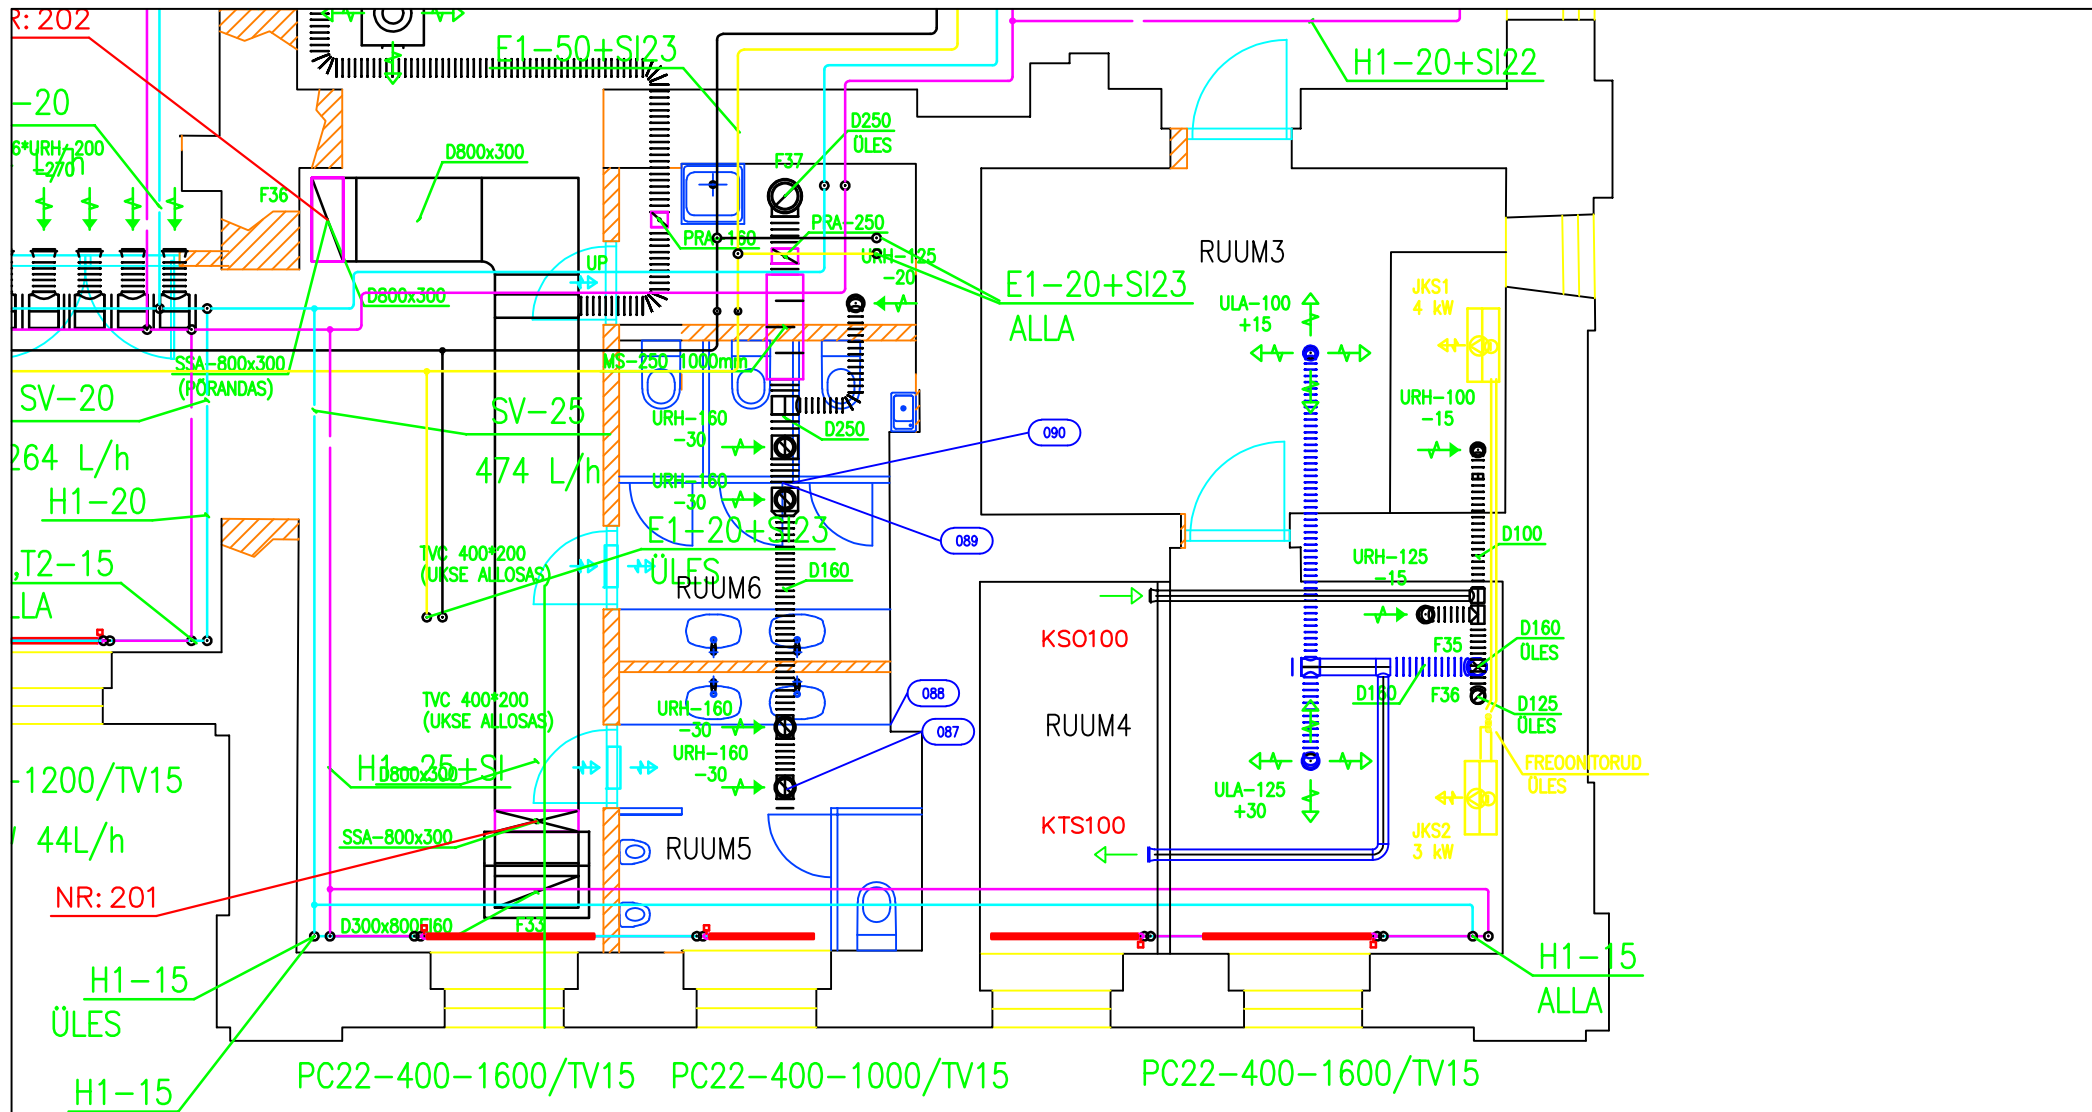 R: 202
E1-50+SI23
H1-20+SI22
-20
6*URH-200
L/h
-270
D800x300
D250
ÜLES
F37
F36
PRA-160
PRA-250
UP
URH-125
-20
RUUM3
E1-20+SI23
ALLA
ULA-100
+15
JKS1
4 kW
D800x300
SSA-800x300
(PÕRANDAS)
MS-250 1000mm
SV-20
SV-25
URH-160
-30
D250
090
URH-100
-15
264 L/h
474 L/h
URH-160
-30
H1-20
E1-20+SI23
ÜLES
089
D100
,T2-15
LLA
TVC 400*200
(UKSE ALLOSAS)
RUUM6
D160
URH-125
-15
KSO100
F35
D160
ÜLES
TVC 400*200
(UKSE ALLOSAS)
088
D160
F36
D125
ÜLES
URH-160
-30
087
RUUM4
URH-160
-30
-1200/TV15
H1-25+SI
D800x300
FREOONITORUD
ÜLES
ULA-125
+30
/ 44L/h
SSA-800x300
RUUM5
KTS100
JKS2
3 kW
NR: 201
D300x800EI60
F33
H1-15
ÜLES
H1-15
ALLA
PC22-400-1600/TV15
PC22-400-1000/TV15
PC22-400-1600/TV15
H1-15